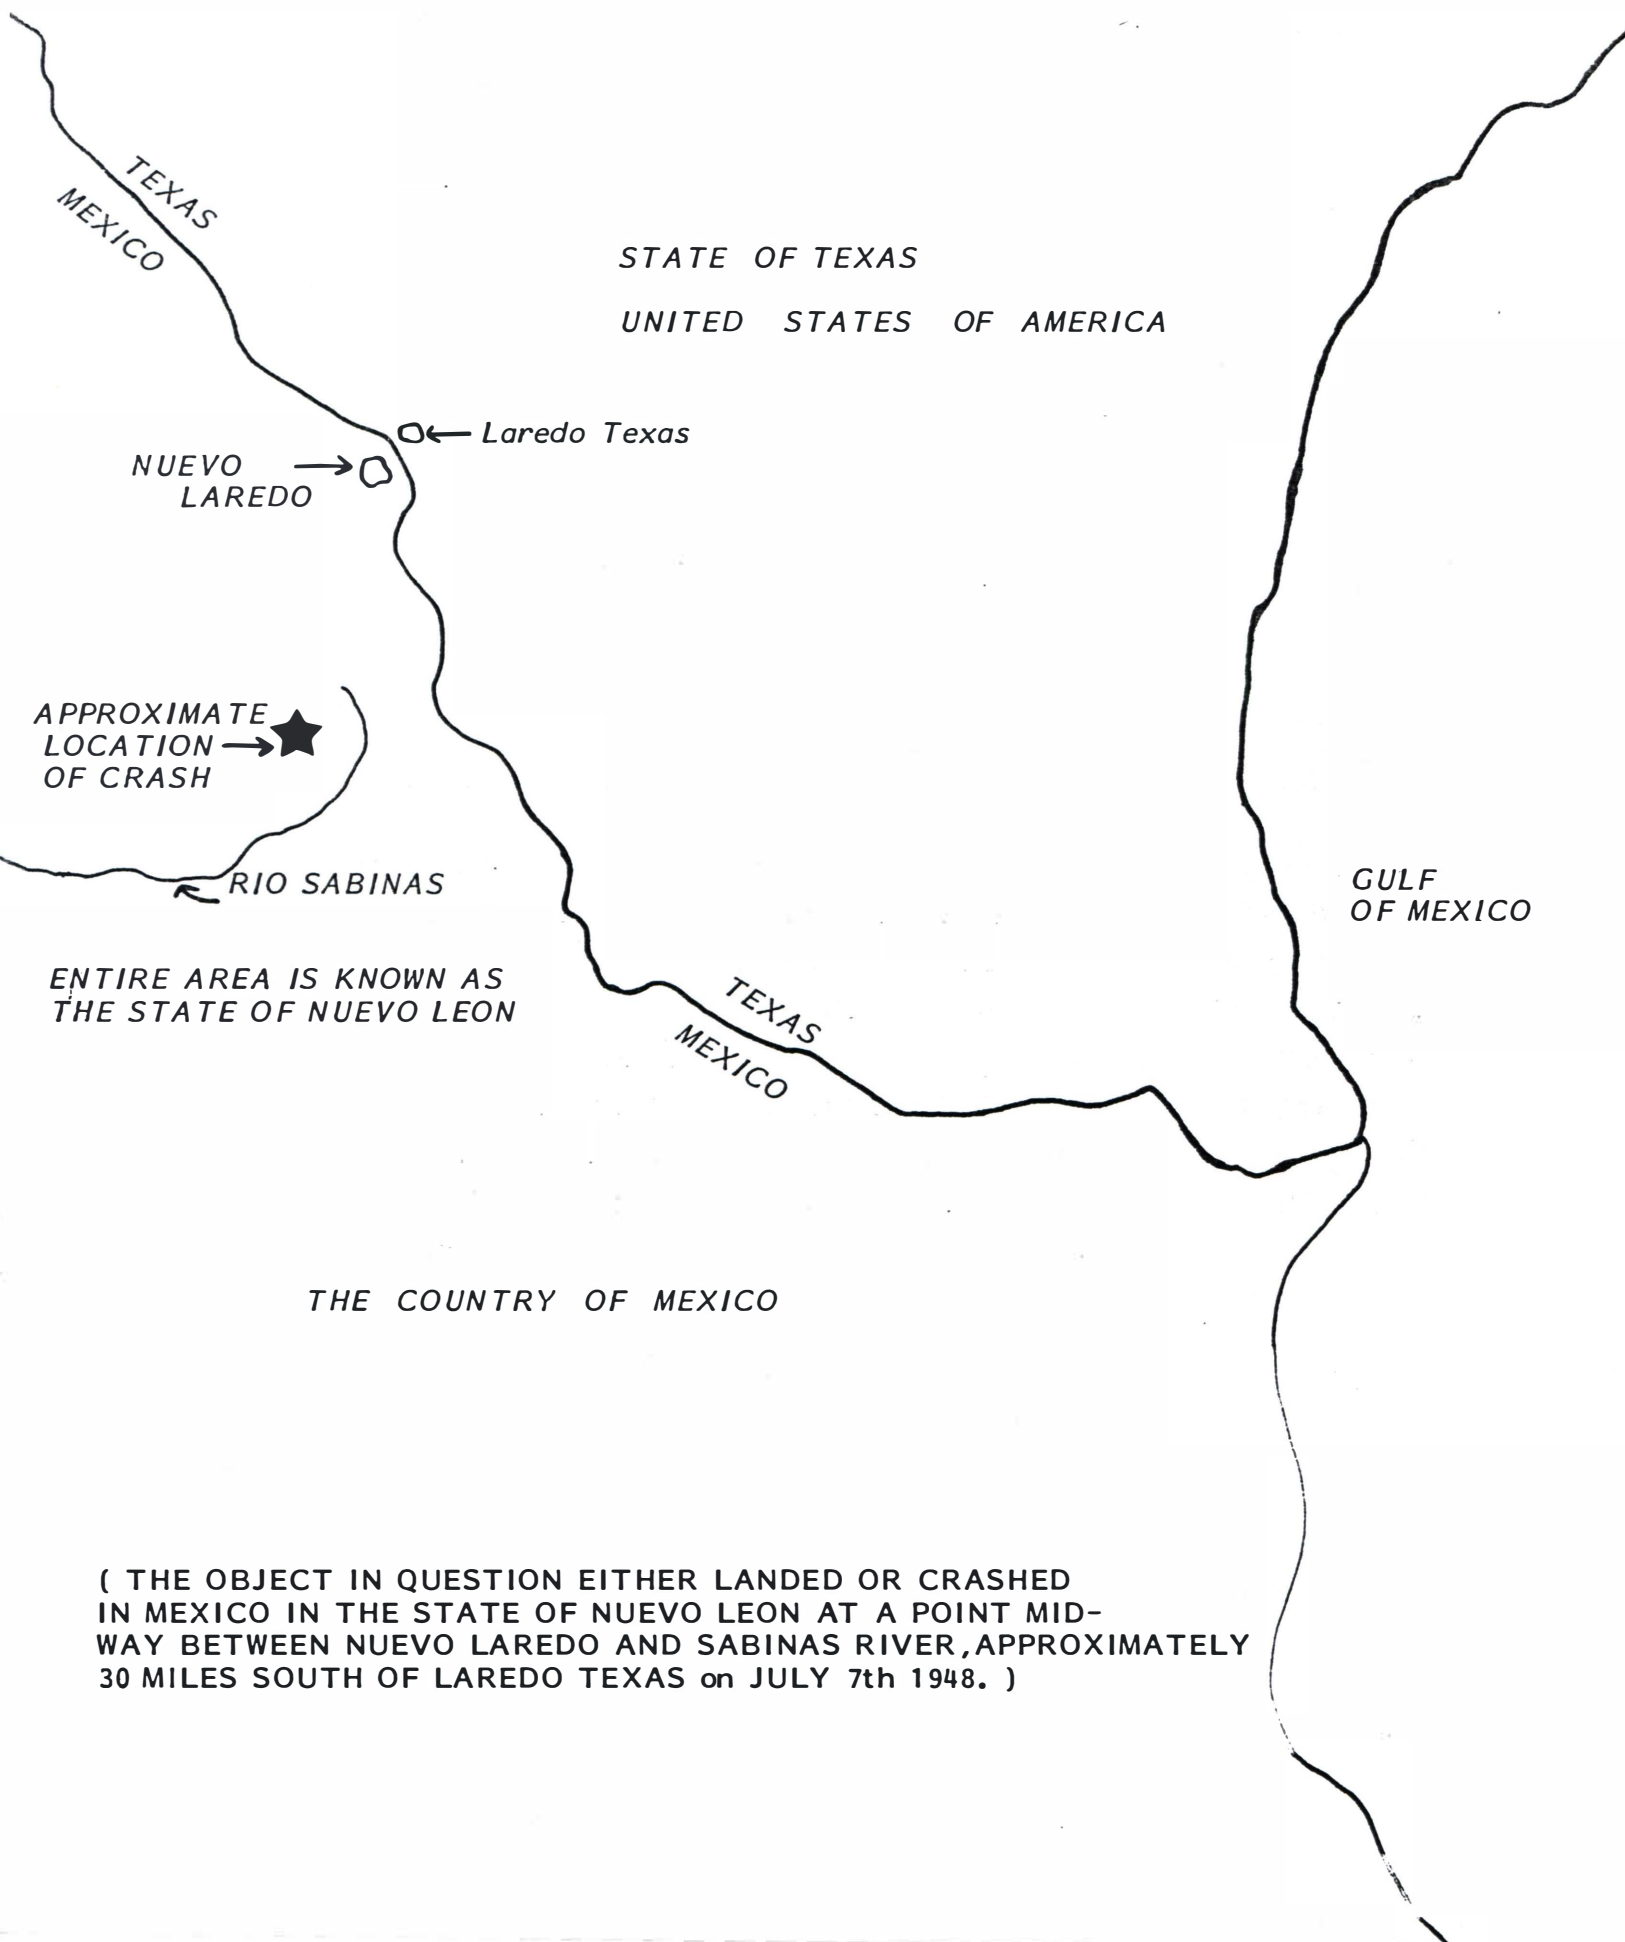 TEXAS
MEXICO
STATE OF TEXAS
UNITED STATES OF AMERICA
Laredo Texas
NUEVO
LAREDO
APPROXIMATE
LOCATION
OF CRASH
RIO SABINAS
GULF
OF MEXICO
ENTIRE AREA IS KNOWN AS
THE STATE OF NUEVO LEON
TEXAS
MEXICO
THE COUNTRY OF MEXICO
( THE OBJECT IN QUESTION EITHER LANDED OR CRASHED
IN MEXICO IN THE STATE OF NUEVO LEON AT A POINT MID-
WAY BETWEEN NUEVO LAREDO AND SABINAS RIVER, APPROXIMATELY
30 MILES SOUTH OF LAREDO TEXAS on JULY 7th 1948. )